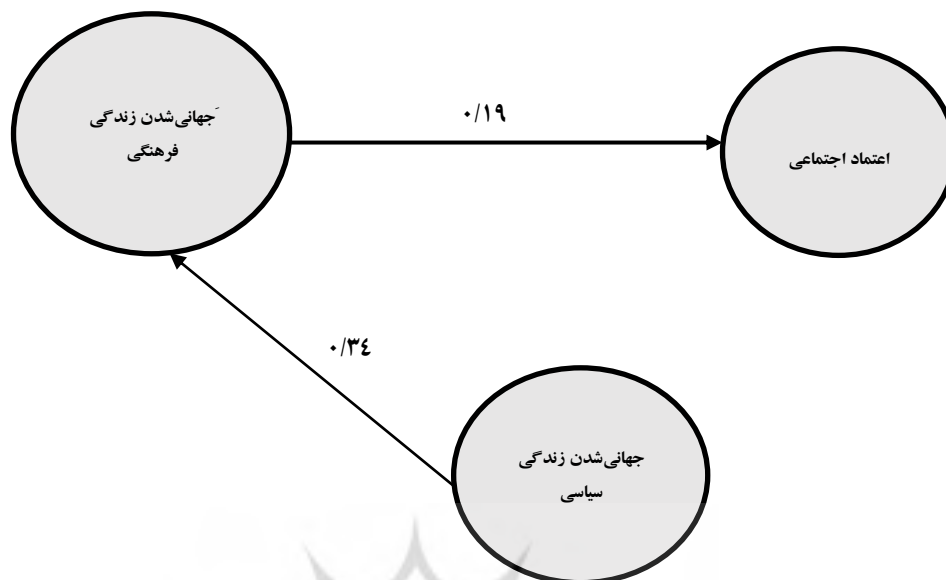 َجهانی‌شدن زندگی
فرهنگی
۰/۱۹
اعتماد اجتماعی
۰/۳٤
جهانی‌شدن زندگی
سیاسی